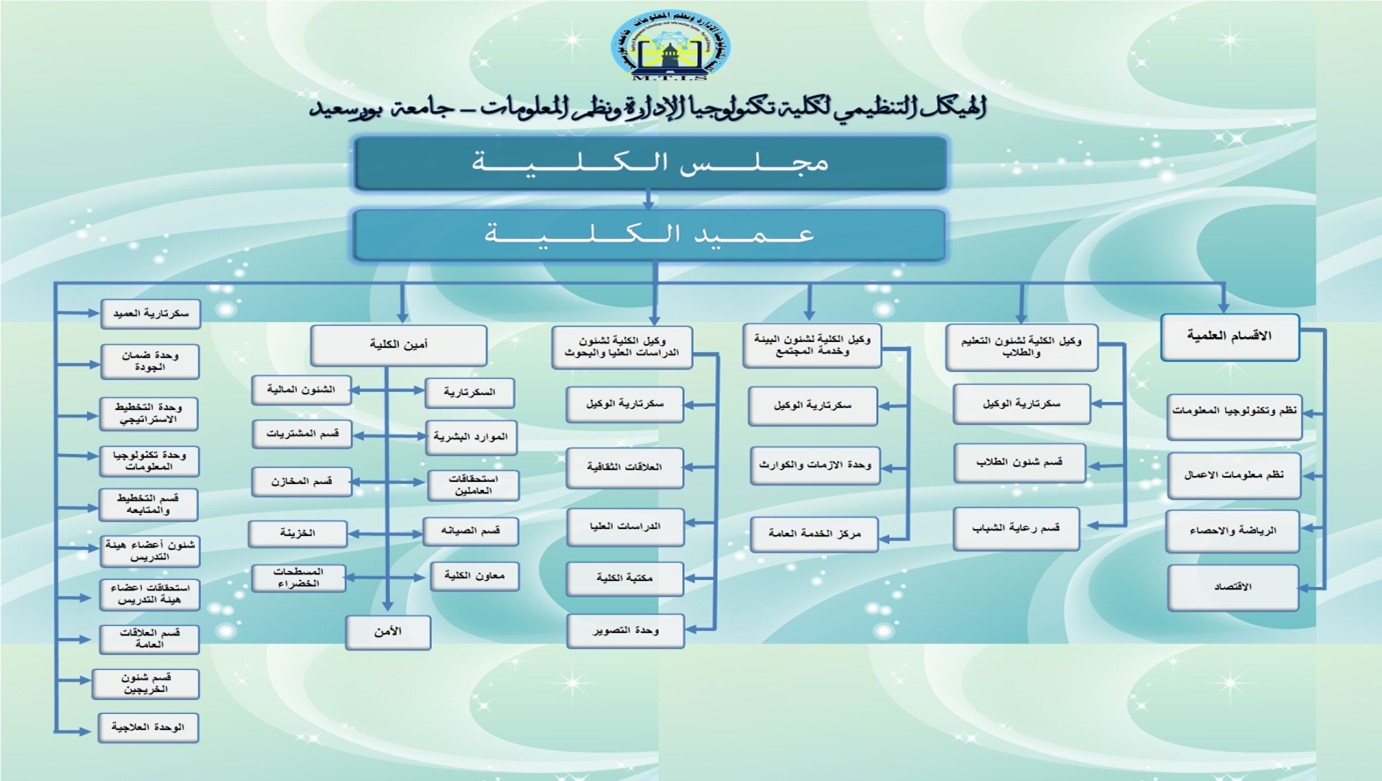 M.T.I.S
الهيكل التنظيمي لكلية تكنولوجيا الإدارة ونظم المعلومات – جامعة بورسعيد
مجلس الكلية
عميد الكلية
الاقسام العلمية
نظم وتكنولوجيا المعلومات
نظم معلومات الاعمال
الرياضة والاحصاء
الاقتصاد
وكيل الكلية لشئون التعليم
والطلاب
سكرتارية الوكيل
قسم شئون الطلاب
قسم رعاية الشباب
وكيل الكلية لشئون البيئة
وخدمة المجتمع
سكرتارية الوكيل
وحدة الازمات والكوارث
مركز الخدمة العامة
وكيل الكلية لشئون
الدراسات العليا والبحوث
سكرتارية الوكيل
العلاقات الثقافية
الدراسات العليا
مكتبة الكلية
وحدة التصوير
أمين الكلية
السكرتارية
الشئون المالية
الموارد البشرية
قسم المشتريات
استحقاقات
العاملين
قسم المخازن
قسم الصيانه
الخزينة
معاون الكلية
المسطحات
الخضراء
الأمن
سكرتارية العميد
وحدة ضمان
الجودة
وحدة التخطيط
الاستراتيجي
وحدة تكنولوجيا
المعلومات
قسم التخطيط
والمتابعه
شئون أعضاء هيئة
التدريس
استحقاقات اعضاء
هيئة التدريس
قسم العلاقات
العامة
قسم شئون
الخريجين
الوحدة العلاجية